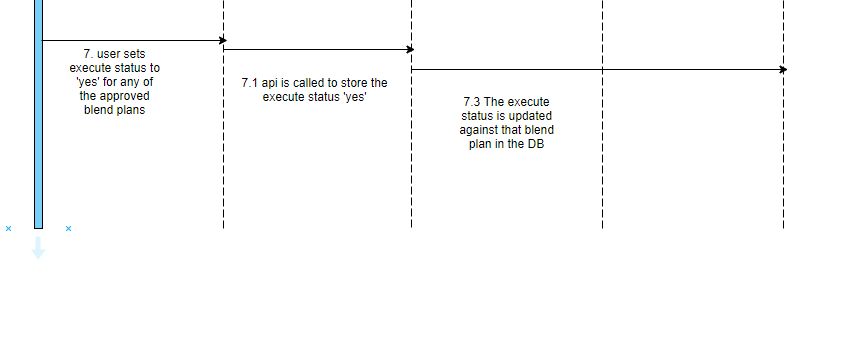 7. user sets
execute status to
'yes' for any of
the approved
blend plans
7.1 api is called to store the
execute status 'yes'
7.3 The execute
status is updated
against that blend
plan in the DB